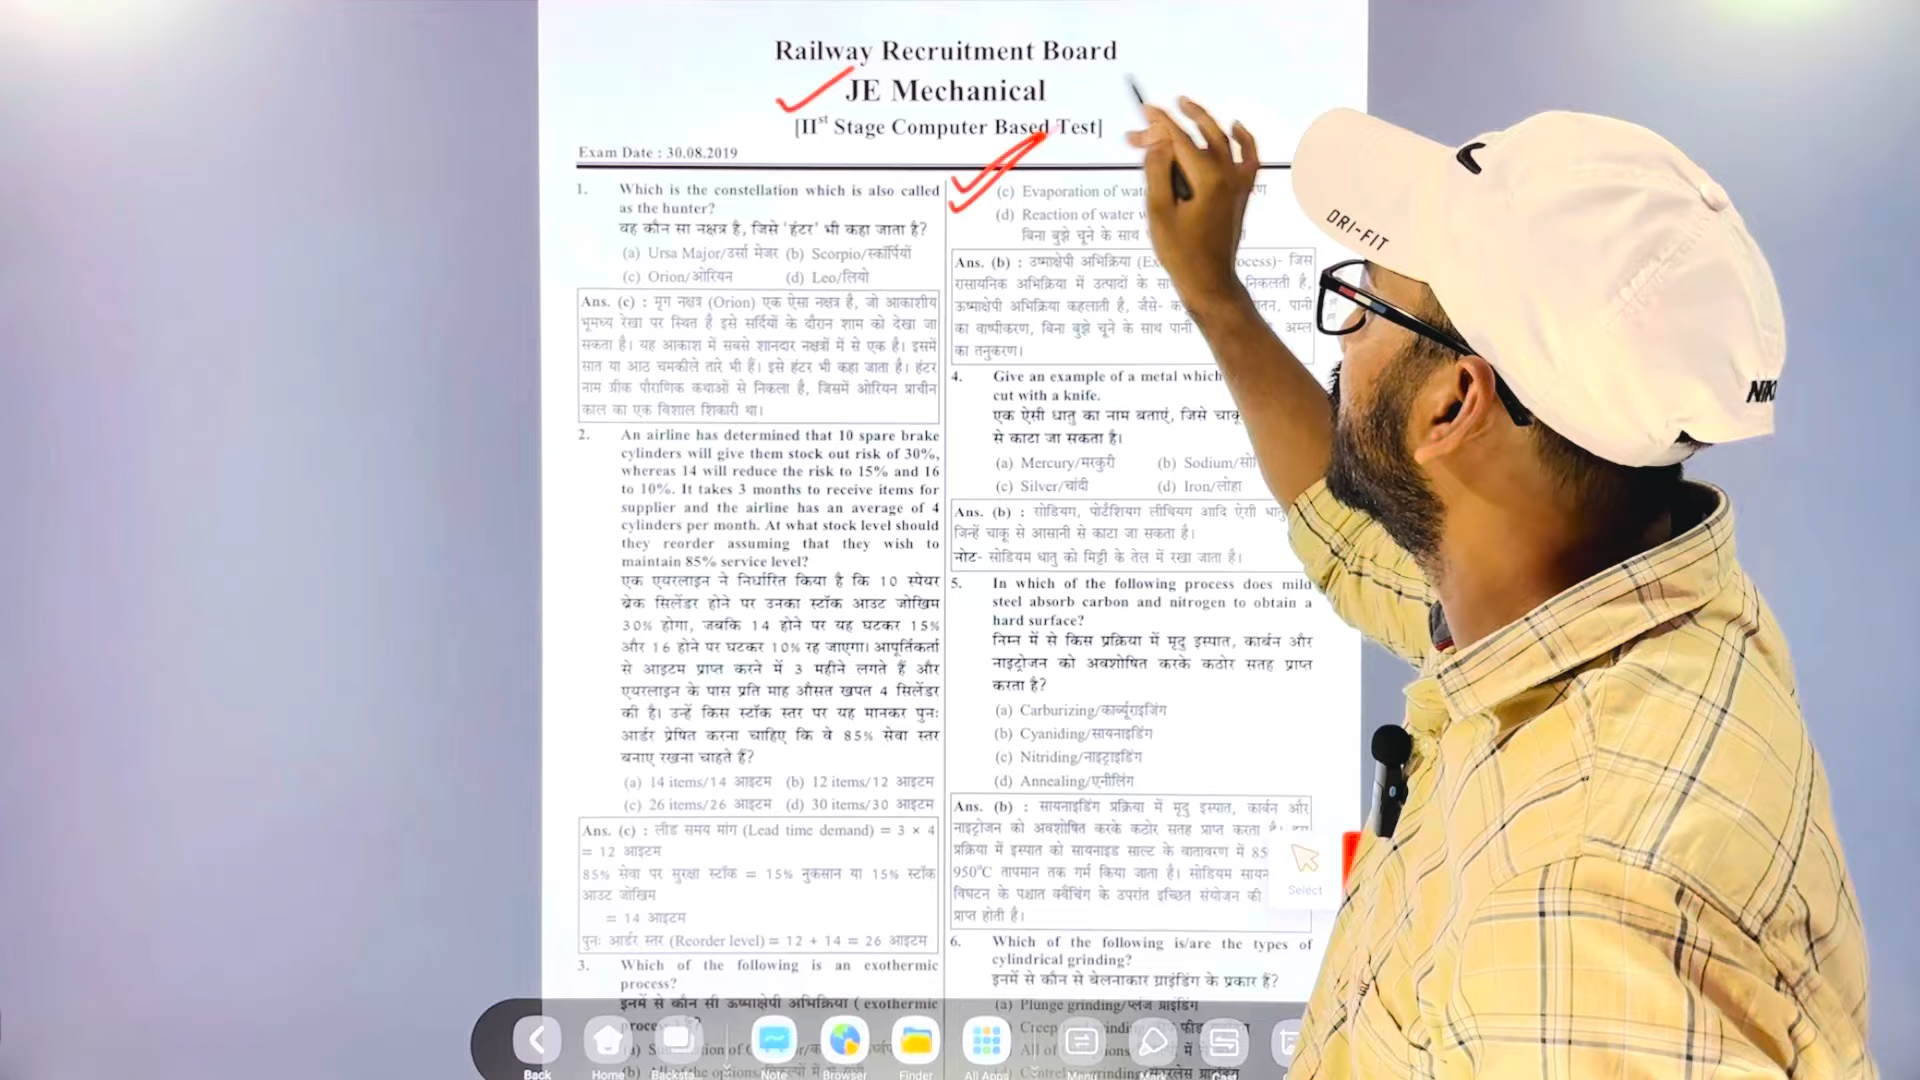 Railway Recruitment Board
JE Mechanical
[IIst Stage Computer Based Test]
Exam Date : 30.08.2019
1. Which is the constellation which is also called
as the hunter?
वह कौन सा नक्षत्र है, जिसे 'हंटर' भी कहा जाता है?
(a) Ursa Major/उर्सा मेजर (b) Scorpio/स्कॉर्पियों
(c) Orion/ओरियन (d) Leo/लियो
Ans. (c) : मृग नक्षत्र (Orion) एक ऐसा नक्षत्र है, जो आकाशीय
भूमध्य रेखा पर स्थित है इसे सर्दियों के दौरान शाम को देखा जा
सकता है। यह आकाश में सबसे शानदार नक्षत्रों में से एक है। इसमें
सात या आठ चमकीले तारे भी हैं। इसे हंटर भी कहा जाता है। हंटर
नाम ग्रीक पौराणिक कथाओं से निकला है, जिसमें ओरियन प्राचीन
काल का एक विशाल शिकारी था।
2. An airline has determined that 10 spare brake
cylinders will give them stock out risk of 30%,
whereas 14 will reduce the risk to 15% and 16
to 10%. It takes 3 months to receive items for
supplier and the airline has an average of 4
cylinders per month. At what stock level should
they reorder assuming that they wish to
maintain 85% service level?
एक एयरलाइन ने निर्धारित किया है कि 10 स्पेयर
ब्रेक सिलेंडर होने पर उनका स्टॉक आउट जोखिम
30% होगा, जबकि 14 होने पर यह घटकर 15%
और 16 होने पर घटकर 10% रह जाएगा। आपूर्तिकर्ता
से आइटम प्राप्त करने में 3 महीने लगते हैं और
एयरलाइन के पास प्रति माह औसत खपत 4 सिलेंडर
की है। उन्हें किस स्टॉक स्तर पर यह मानकर पुनः
आर्डर प्रेषित करना चाहिए कि वे 85% सेवा स्तर
बनाए रखना चाहते हैं?
(a) 14 items/14 आइटम (b) 12 items/12 आइटम
(c) 26 items/26 आइटम (d) 30 items/30 आइटम
Ans. (c) : लीड समय मांग (Lead time demand) = 3 × 4
= 12 आइटम
85% सेवा पर सुरक्षा स्टॉक = 15% नुकसान या 15% स्टॉक
आउट जोखिम
= 14 आइटम
पुनः आर्डर स्तर (Reorder level) = 12 + 14 = 26 आइटम
3. Which of the following is an exothermic
process?
इनमें से कौन सी ऊष्माक्षेपी अभिक्रिया (exothermic
(c) Evaporation of
(d) Reaction of water
बिना बुझे चूने के साथ
Ans. (b) : उष्माक्षेपी अभिक्रिया जिस
रासायनिक अभिक्रिया में उत्पादों के निकलती है,
ऊष्माक्षेपी अभिक्रिया कहलाती है, जैसे- पानी
का वाष्पीकरण, बिना बुझे चूने के साथ पानी अम्ल
का तनुकरण।
4. Give an example of a metal which
cut with a knife.
एक ऐसी धातु का नाम बताएं, जिसे
से काटा जा सकता है।
(a) Mercury/मरकुरी (b) Sodium
(c) Silver/चांदी (d) Iron/लोहा
Ans. (b) : सोडियम, पोटैशियम लीथियम आदि ऐसी
जिन्हें चाकू से आसानी से काटा जा सकता है।
नोट- सोडियम धातु को मिट्टी के तेल में रखा जाता है।
5. In which of the following process does mild
steel absorb carbon and nitrogen to obtain a
hard surface?
निम्न में से किस प्रक्रिया में मृदु इस्पात, कार्बन और
नाइट्रोजन को अवशोषित करके कठोर सतह प्राप्त
करता है?
(a) Carburizing/कार्ब्यूराइजिंग
(b) Cyaniding/सायनाइडिंग
(c) Nitriding/नाइट्राइडिंग
(d) Annealing/एनीलिंग
Ans. (b) : सायनाइडिंग प्रक्रिया में मृदु इस्पात, कार्बन और
नाइट्रोजन को अवशोषित करके कठोर सतह प्राप्त करता
प्रक्रिया में इस्पात को सायनाइड साल्ट के वातावरण में
950°C तापमान तक गर्म किया जाता है। सोडियम
विघटन के पश्चात क्वैंचिंग के उपरांत इच्छित संयोजन की
प्राप्त होती है।
6. Which of the following is/are the types of
cylindrical grinding?
इनमें से कौन से बेलनाकार ग्राइंडिंग के प्रकार हैं?
(a) Plunge grinding/प्लंज ग्राइंडिंग
DRI-FIT
Select
Back
Home
Note
Browser
Finder
All Apps